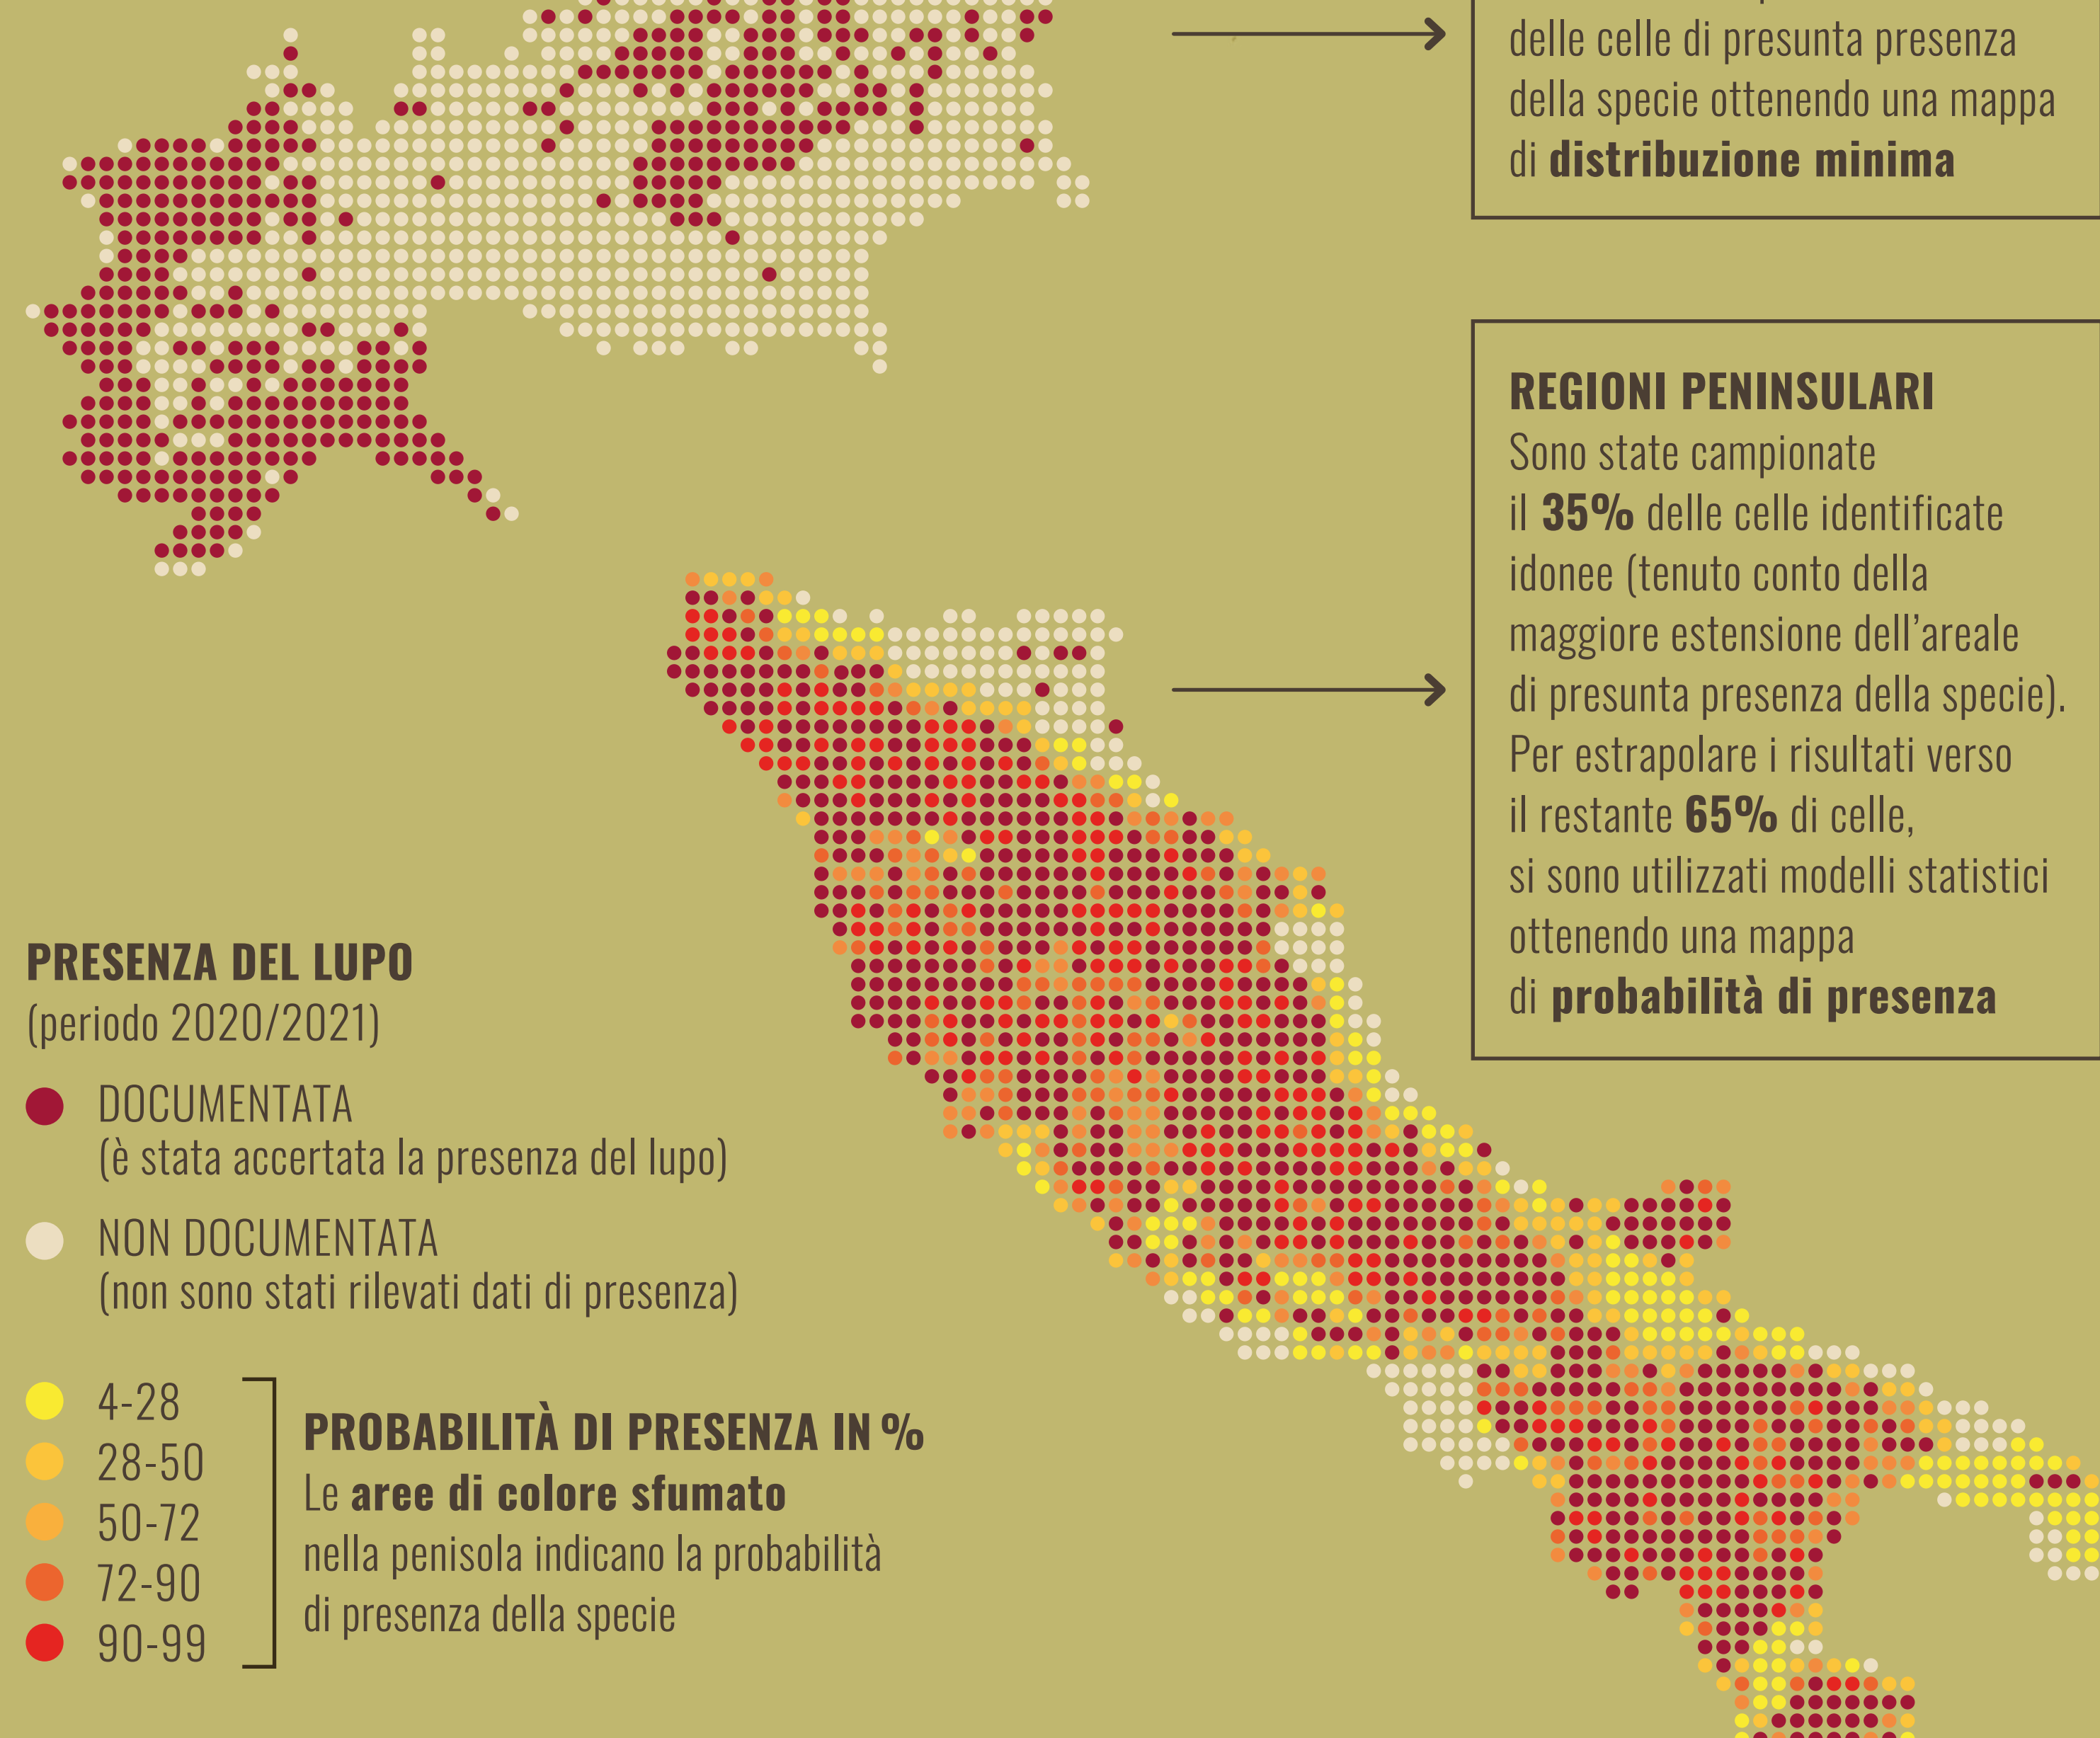 delle celle di presunta presenza
della specie ottenendo una mappa
di distribuzione minima
REGIONI PENINSULARI
Sono state campionate
il 35% delle celle identificate
idonee (tenuto conto della
maggiore estensione dell'areale
di presunta presenza della specie).
Per estrapolare i risultati verso
il restante 65% di celle,
si sono utilizzati modelli statistici
ottenendo una mappa
di probabilità di presenza
PRESENZA DEL LUPO
(periodo 2020/2021)
DOCUMENTATA
(è stata accertata la presenza del lupo)
NON DOCUMENTATA
(non sono stati rilevati dati di presenza)
4-28
28-50
50-72
72-90
90-99
PROBABILITÀ DI PRESENZA IN %
Le aree di colore sfumato
nella penisola indicano la probabilità
di presenza della specie